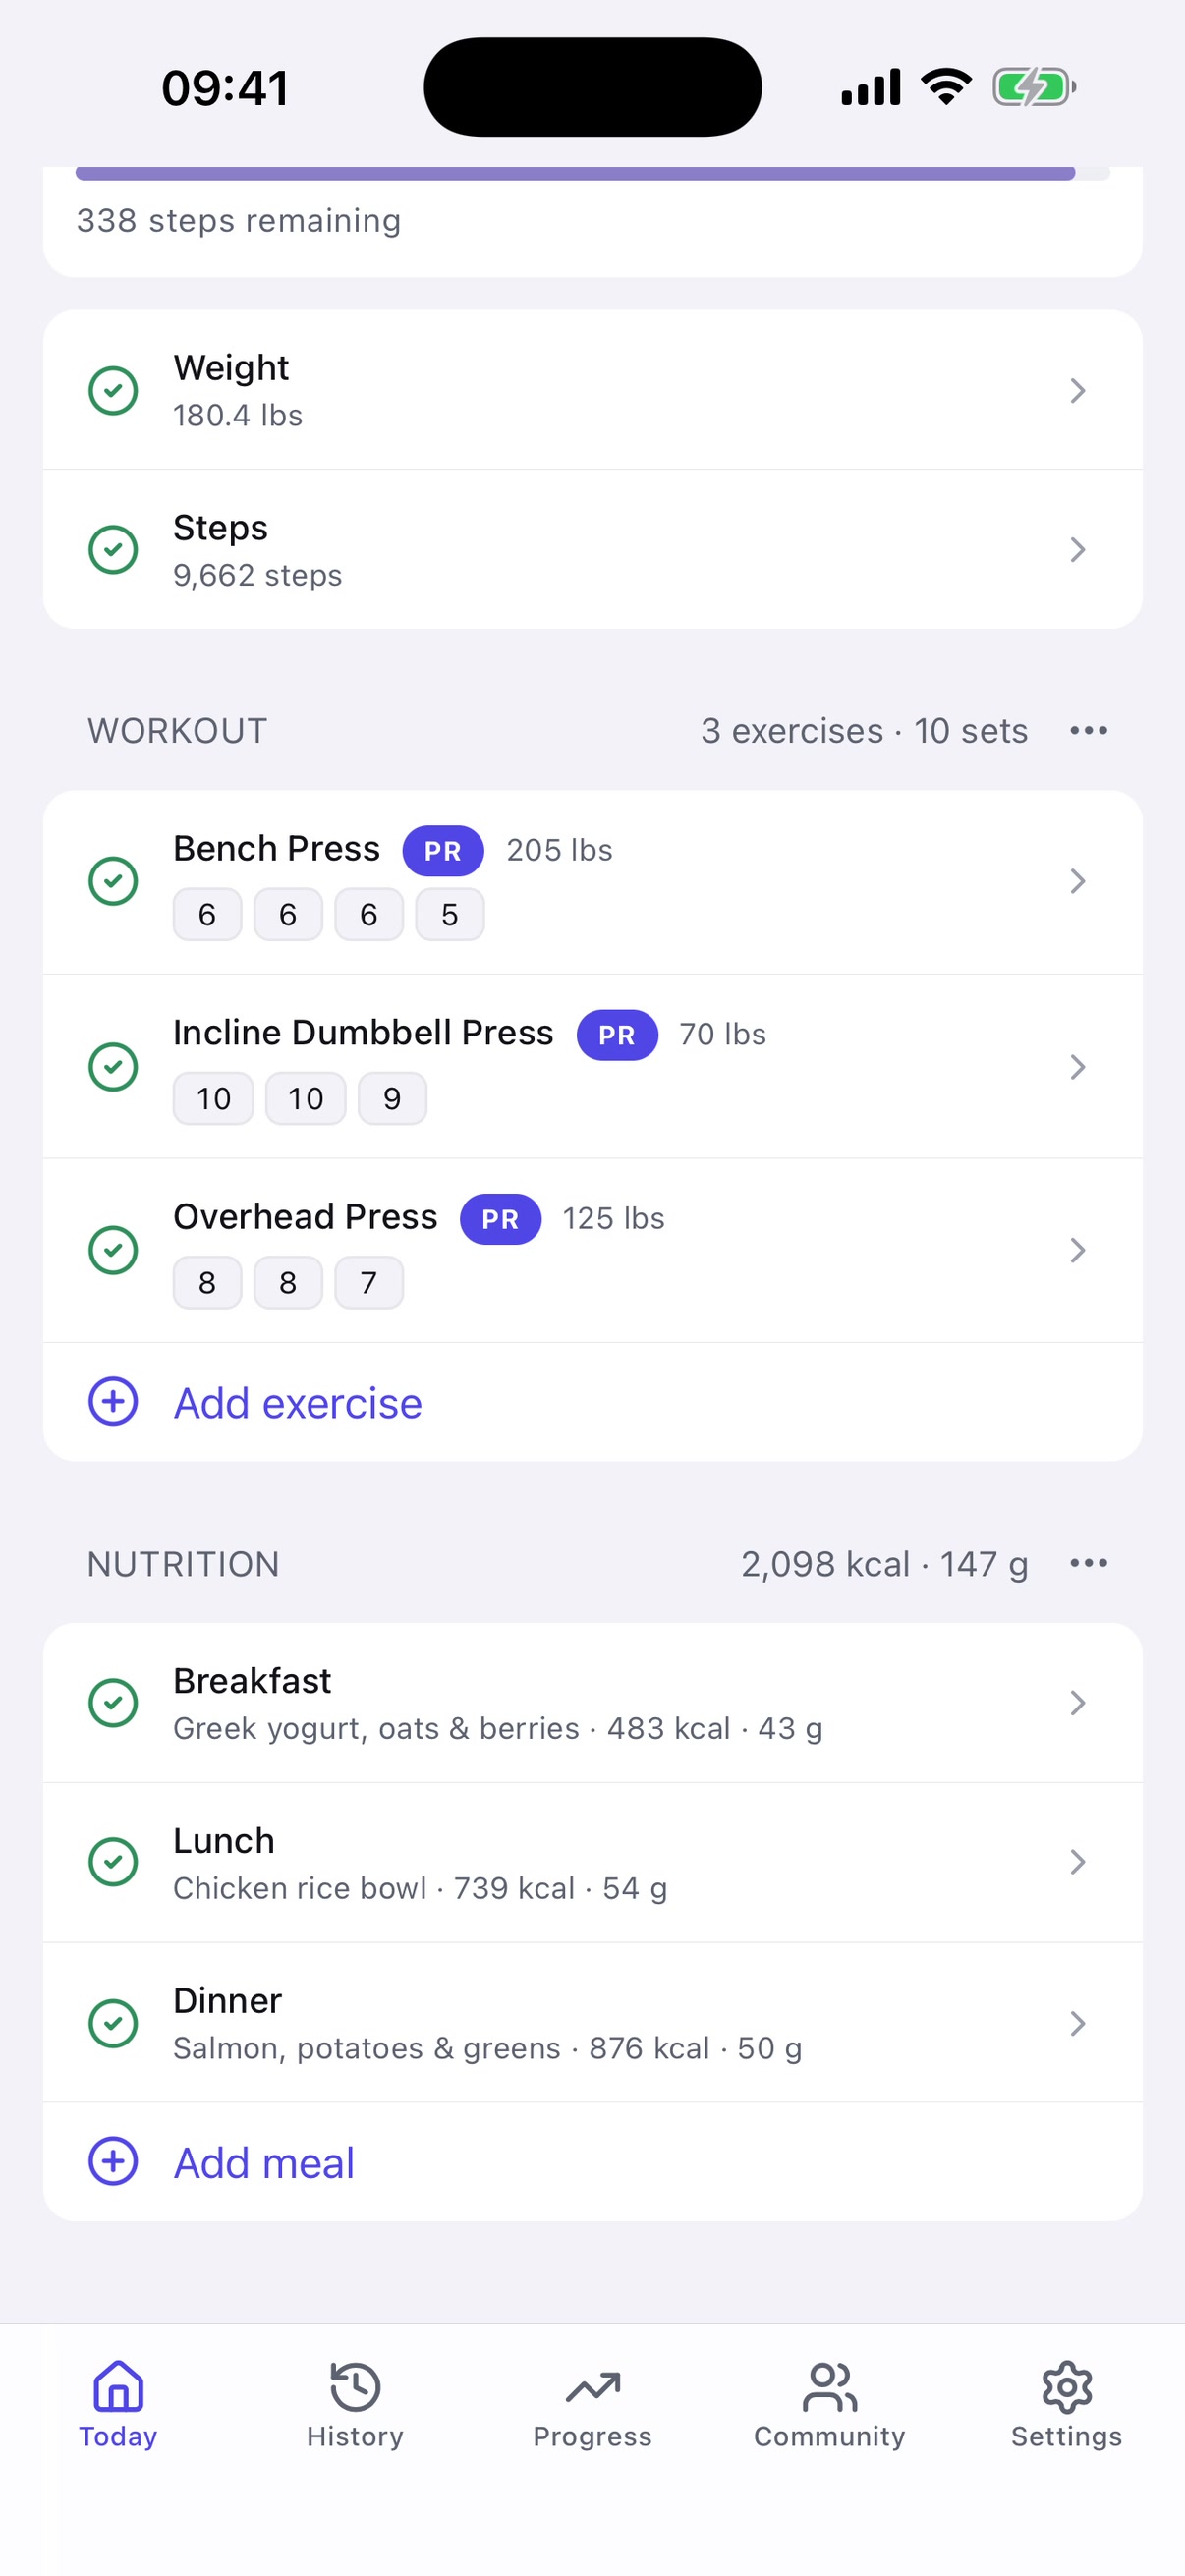 09:41
338 steps remaining
Weight
180.4 lbs
Steps
9,662 steps
WORKOUT 3 exercises · 10 sets
Bench Press PR 205 lbs
6 6 6 5
Incline Dumbbell Press PR 70 lbs
10 10 9
Overhead Press PR 125 lbs
8 8 7
Add exercise
NUTRITION 2,098 kcal · 147 g
Breakfast
Greek yogurt, oats & berries · 483 kcal · 43 g
Lunch
Chicken rice bowl · 739 kcal · 54 g
Dinner
Salmon, potatoes & greens · 876 kcal · 50 g
Add meal
Today History Progress Community Settings